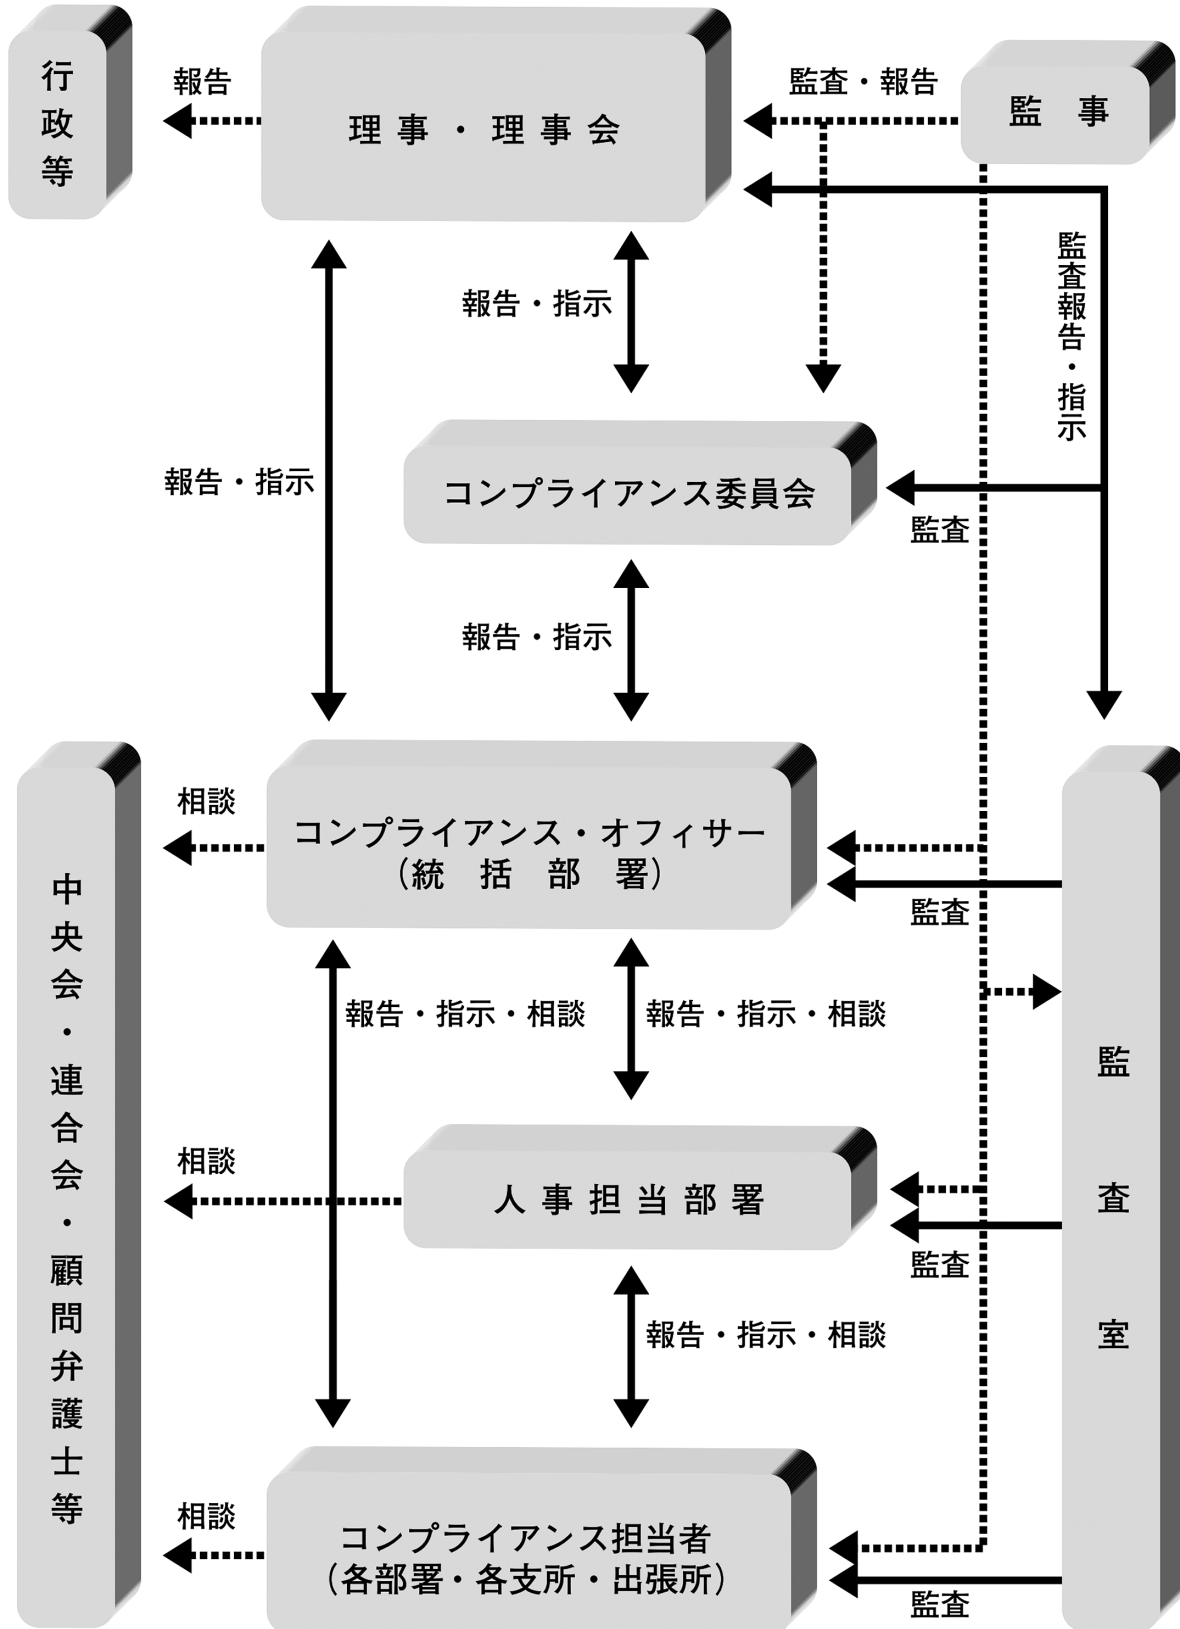 行政等
報告
理事・理事会
監査・報告
監事
監査報告・指示
報告・指示
報告・指示
コンプライアンス委員会
監査
報告・指示
中央会・連合会・顧問弁護士等
相談
コンプライアンス・オフィサー
（統括部署）
監査
報告・指示・相談
報告・指示・相談
監査室
相談
人事担当部署
監査
報告・指示・相談
相談
コンプライアンス担当者
（各部署・各支所・出張所）
監査